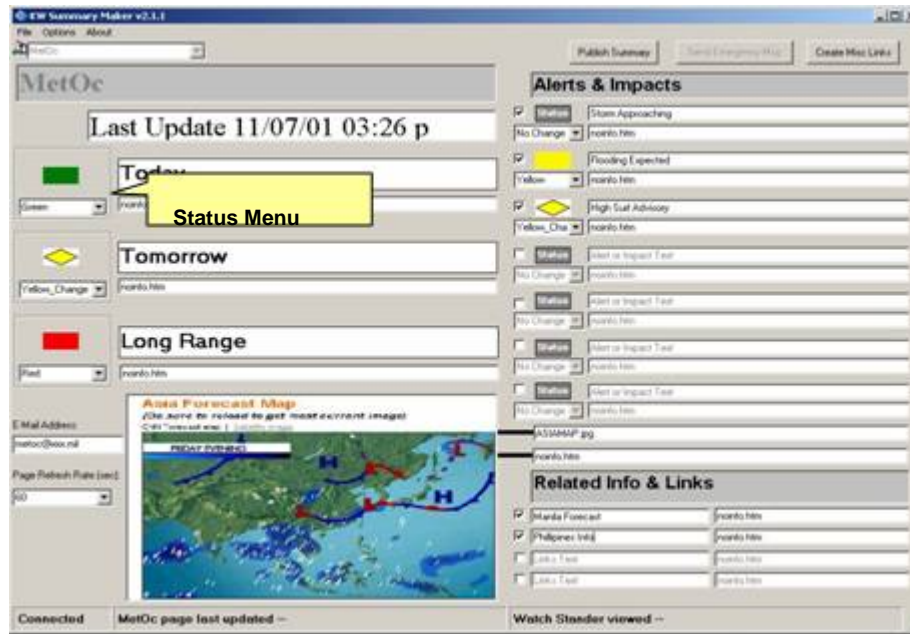 KW Summary Maker v2.1.1
File Options About
MetOc
Publish Summary
Create Misc Links
MetOc
Last Update 11/07/01 03:26 p
Today
Green
Status Menu
Tomorrow
Yellow_Change
noinfo.htm
Long Range
Red
noinfo.htm
E-Mail Address:
metoc@xxx.mil
Page Refresh Rate (sec)
60
Asia Forecast Map
(Be sure to reload to get most current image)
FRIDAY EVENING
H
L
H
Alerts & Impacts
Status
Storm Approaching
No Change
noinfo.htm
Flooding Expected
Yellow
noinfo.htm
High Surf Advisory
Yellow_Cha
noinfo.htm
Status
Alert or Impact Text
No Change
noinfo.htm
Status
Alert or Impact Text
No Change
noinfo.htm
Status
Alert or Impact Text
No Change
noinfo.htm
Status
Alert or Impact Text
No Change
noinfo.htm
ASIAMAP.jpg
noinfo.htm
Related Info & Links
Manila Forecast
noinfo.htm
Philipines Info
noinfo.htm
Links Text
noinfo.htm
Links Text
noinfo.htm
Connected
MetOc page last updated --
Watch Stander viewed --